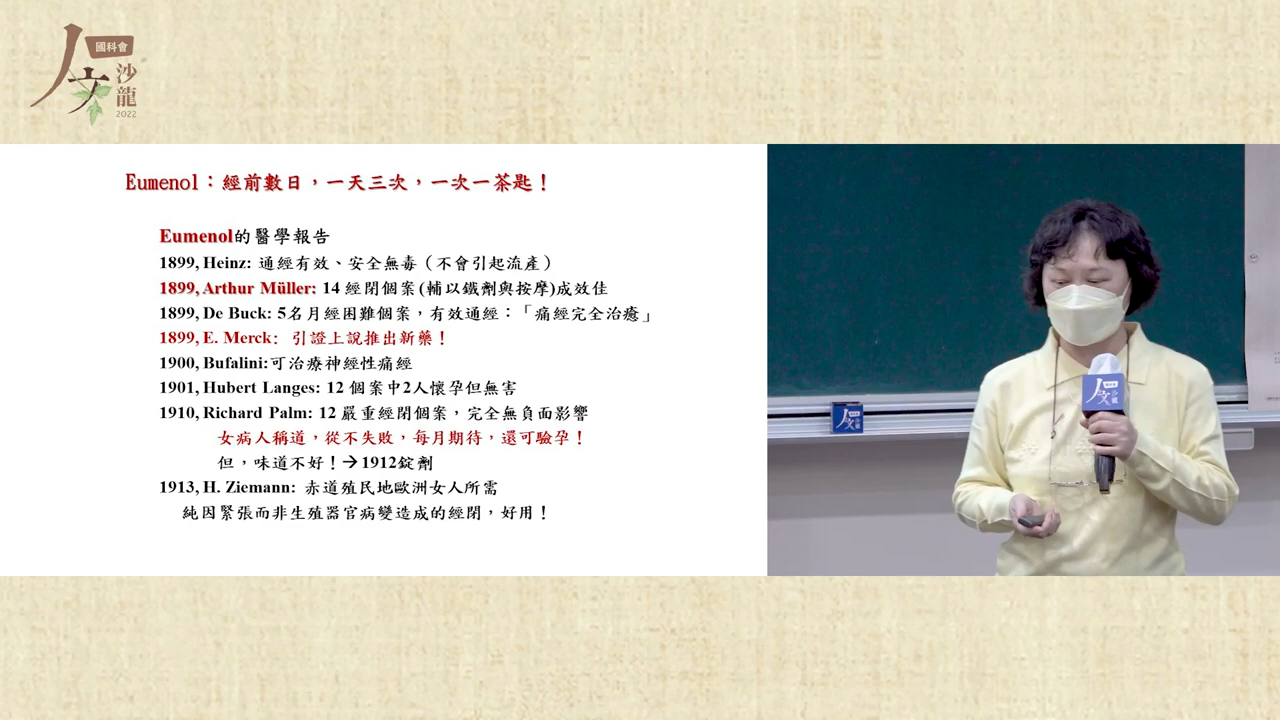 國科會
人文
沙龍
2022
Eumenol：經前數日，一天三次，一次一茶匙！
Eumenol的醫學報告
1899, Heinz: 通經有效、安全無毒（不會引起流產）
1899, Arthur Müller: 14 經閉個案(輔以鐵劑與按摩)成效佳
1899, De Buck: 5名月經困難個案，有效通經：「痛經完全治癒」
1899, E. Merck: 引證上說推出新藥！
1900, Bufalini:可治療神經性痛經
1901, Hubert Langes: 12 個案中2人懷孕但無害
1910, Richard Palm: 12 嚴重經閉個案，完全無負面影響
女病人稱道，從不失敗，每月期待，還可驗孕！
但，味道不好！→1912錠劑
1913, H. Ziemann: 赤道殖民地歐洲女人所需
純因緊張而非生殖器官病變造成的經閉，好用！
人文
沙龍
人文
沙龍